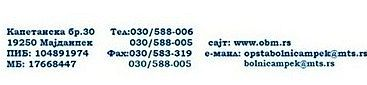 Капетанска бр.30 Тел:030/588-006
19250 Мајданпек 030/588-005 сајт: www.obm.rs
ПИБ: 104891974 Фах:030/583-319 е-маил: opstabolnicampek@mts.rs
МБ: 17668447 030/588-005 bolnicampek@mts.rs